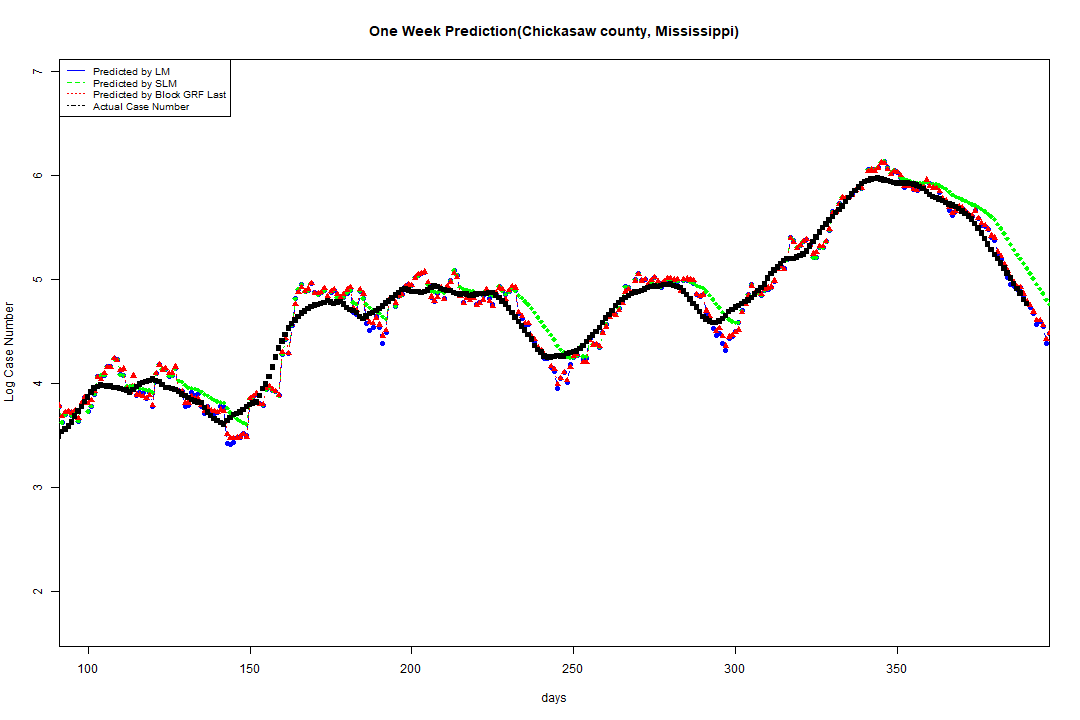 One Week Prediction(Chickasaw county, Mississippi)
Predicted by LM
Predicted by SLM
Predicted by Block GRF Last
Actual Case Number
7
6
5
4
3
2
Log Case Number
100 150 200 250 300 350
days